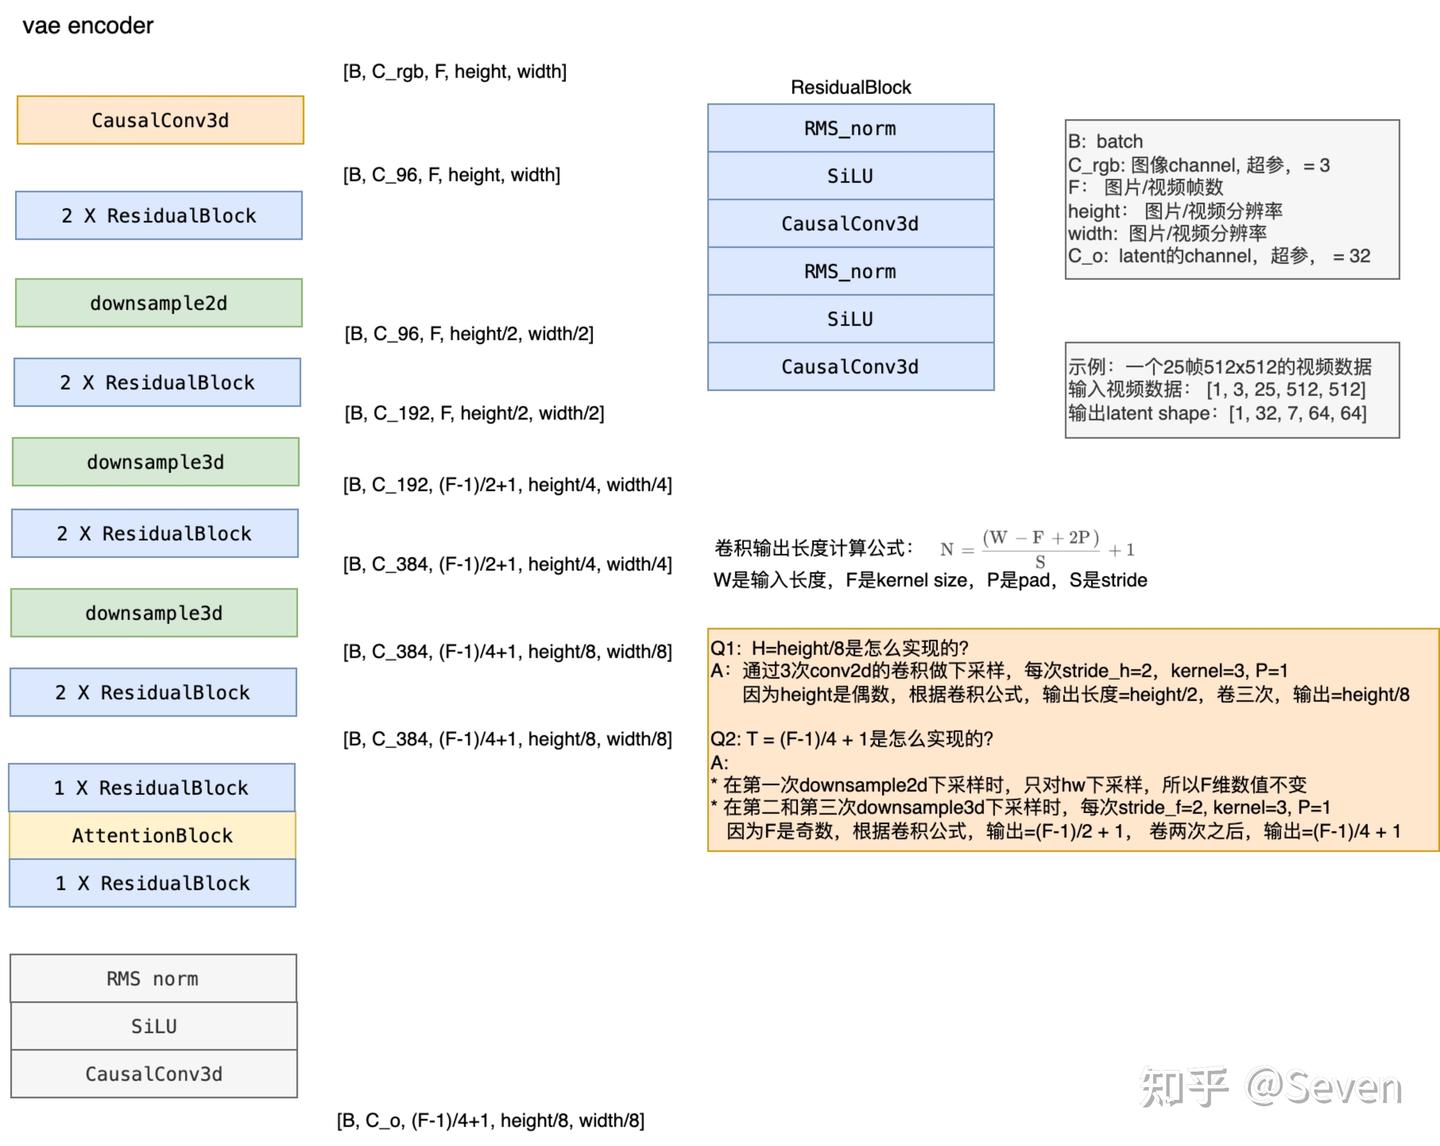 vae encoder
[B, C_rgb, F, height, width]
CausalConv3d
[B, C_96, F, height, width]
2 X ResidualBlock
downsample2d
[B, C_96, F, height/2, width/2]
2 X ResidualBlock
[B, C_192, F, height/2, width/2]
downsample3d
[B, C_192, (F-1)/2+1, height/4, width/4]
2 X ResidualBlock
[B, C_384, (F-1)/2+1, height/4, width/4]
downsample3d
[B, C_384, (F-1)/4+1, height/8, width/8]
2 X ResidualBlock
[B, C_384, (F-1)/4+1, height/8, width/8]
1 X ResidualBlock
AttentionBlock
1 X ResidualBlock
RMS norm
SiLU
CausalConv3d
[B, C_o, (F-1)/4+1, height/8, width/8]
ResidualBlock
RMS_norm
SiLU
CausalConv3d
RMS_norm
SiLU
CausalConv3d
B: batch
C_rgb: 图像channel, 超参，= 3
F： 图片/视频帧数
height： 图片/视频分辨率
width: 图片/视频分辨率
C_o: latent的channel，超参， = 32
示例：一个25帧512x512的视频数据
输入视频数据： [1, 3, 25, 512, 512]
输出latent shape：[1, 32, 7, 64, 64]
卷积输出长度计算公式： N = (W − F + 2P) / S + 1
W是输入长度，F是kernel size，P是pad，S是stride
Q1: H=height/8是怎么实现的?
A：通过3次conv2d的卷积做下采样，每次stride_h=2，kernel=3, P=1
因为height是偶数，根据卷积公式，输出长度=height/2，卷三次，输出=height/8
Q2: T = (F-1)/4 + 1是怎么实现的?
A:
* 在第一次downsample2d下采样时，只对hw下采样，所以F维数值不变
* 在第二和第三次downsample3d下采样时，每次stride_f=2, kernel=3, P=1
因为F是奇数，根据卷积公式，输出=(F-1)/2 + 1， 卷两次之后，输出=(F-1)/4 + 1
知乎 @Seven